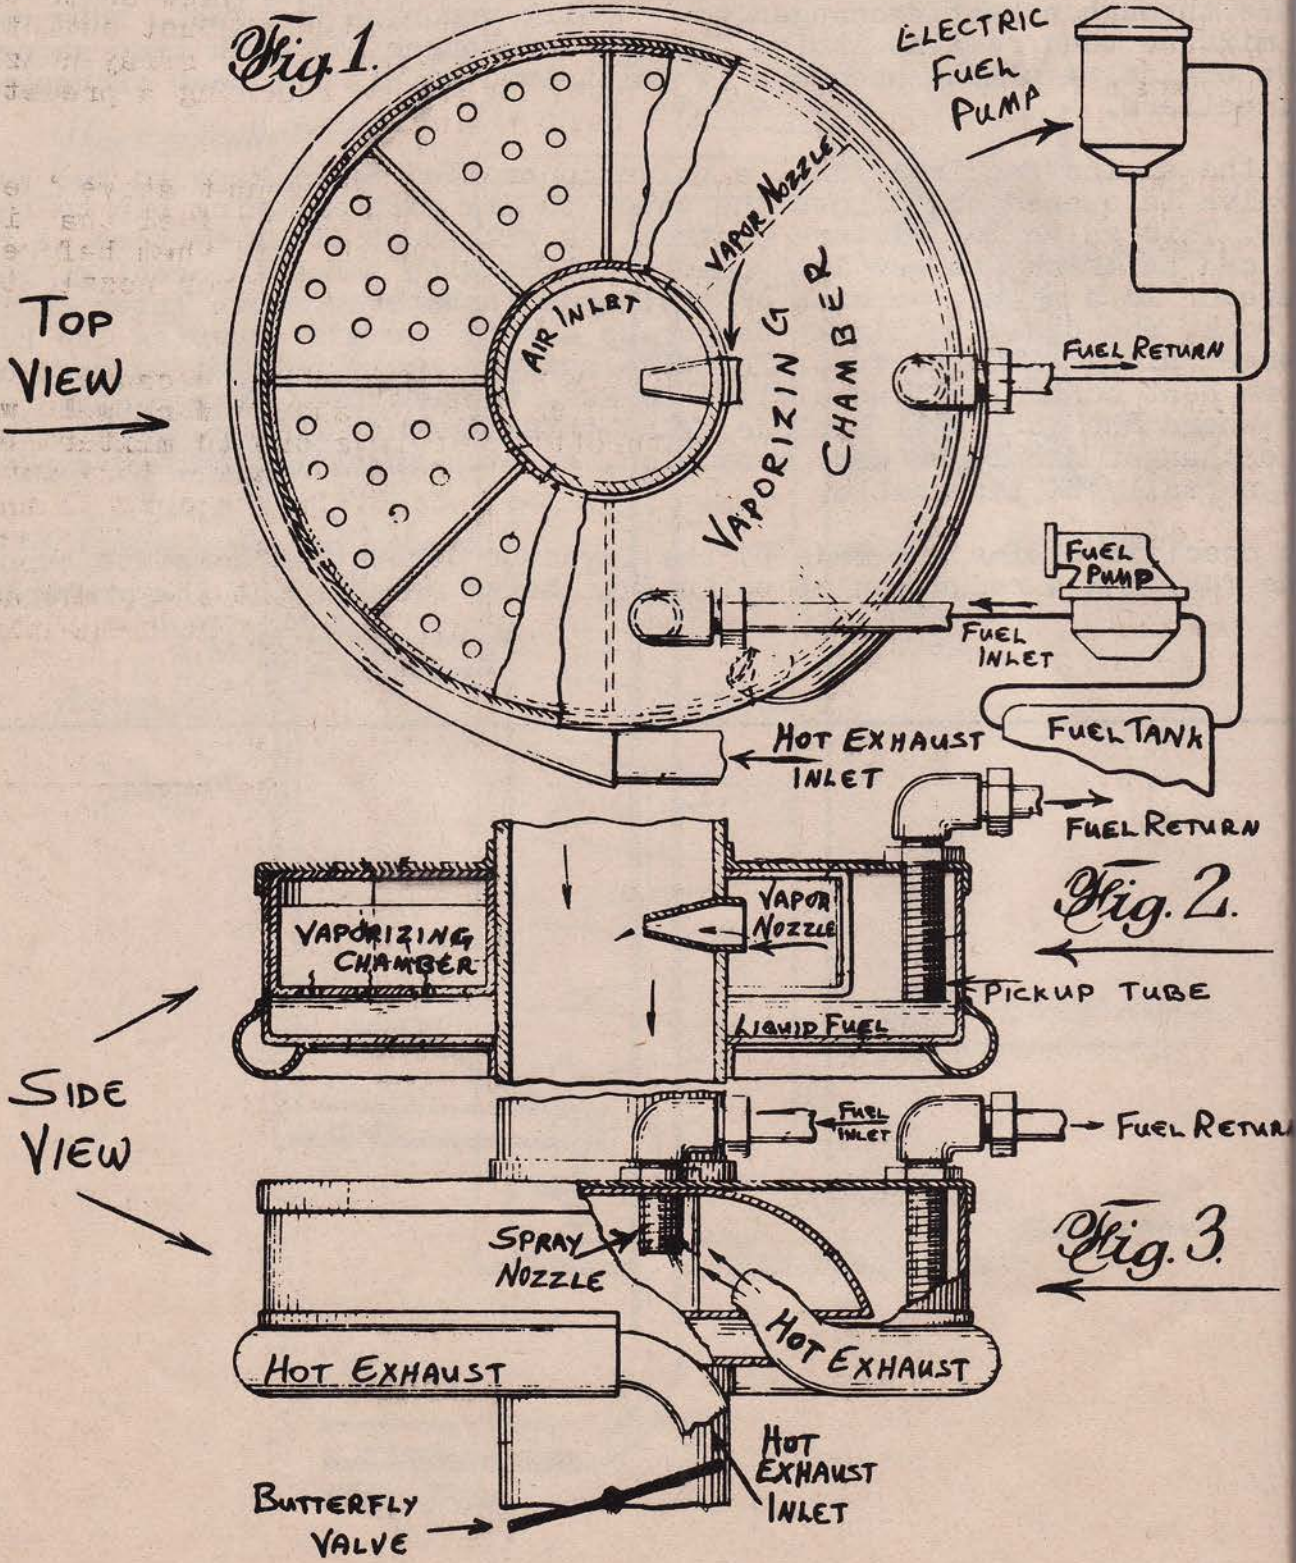 Fig. 1.
ELECTRIC
FUEL
PUMP
TOP
VIEW
AIR INLET
VAPOR NOZZLE
VAPORIZING
CHAMBER
FUEL RETURN
FUEL
PUMP
FUEL
INLET
FUEL TANK
HOT EXHAUST
INLET
FUEL RETURN
Fig. 2.
VAPORIZING
CHAMBER
VAPOR
NOZZLE
PICKUP TUBE
LIQUID FUEL
SIDE
VIEW
FUEL
INLET
FUEL RETURN
Fig. 3.
SPRAY
NOZZLE
HOT EXHAUST
HOT EXHAUST
HOT
EXHAUST
INLET
BUTTERFLY
VALVE